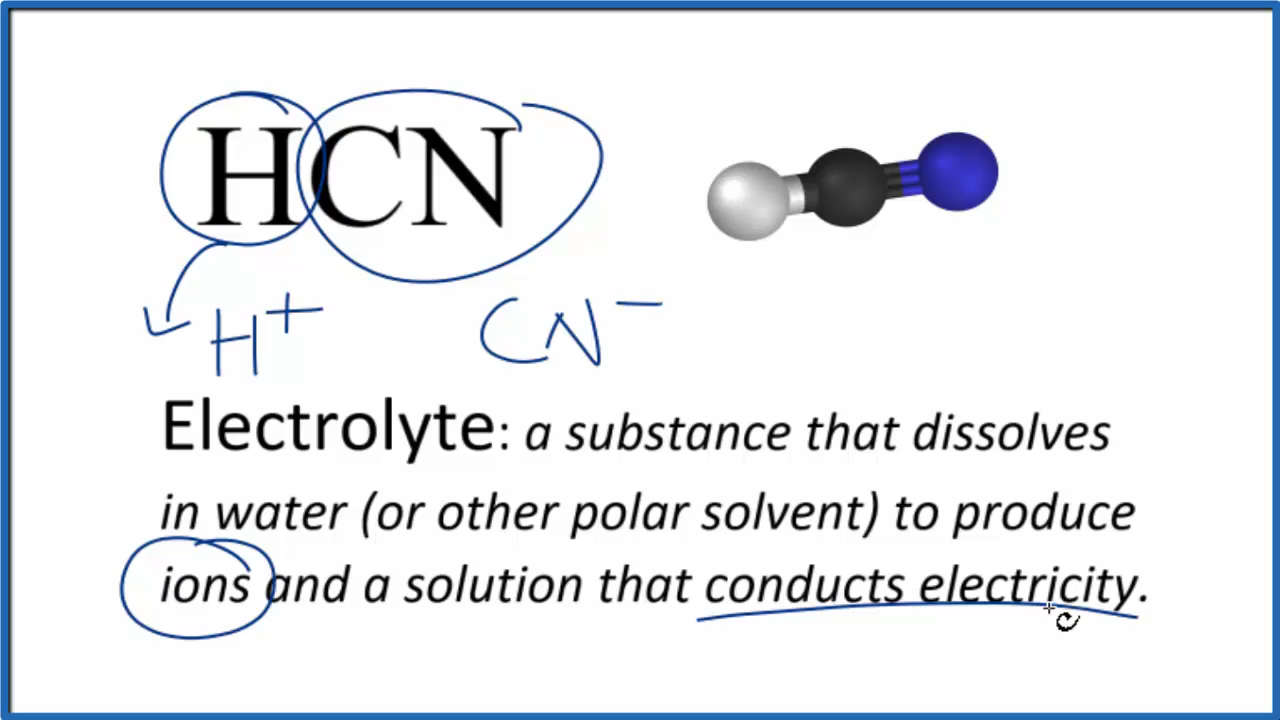 HCN
H+ CN−
Electrolyte: a substance that dissolves
in water (or other polar solvent) to produce
ions and a solution that conducts electricity.